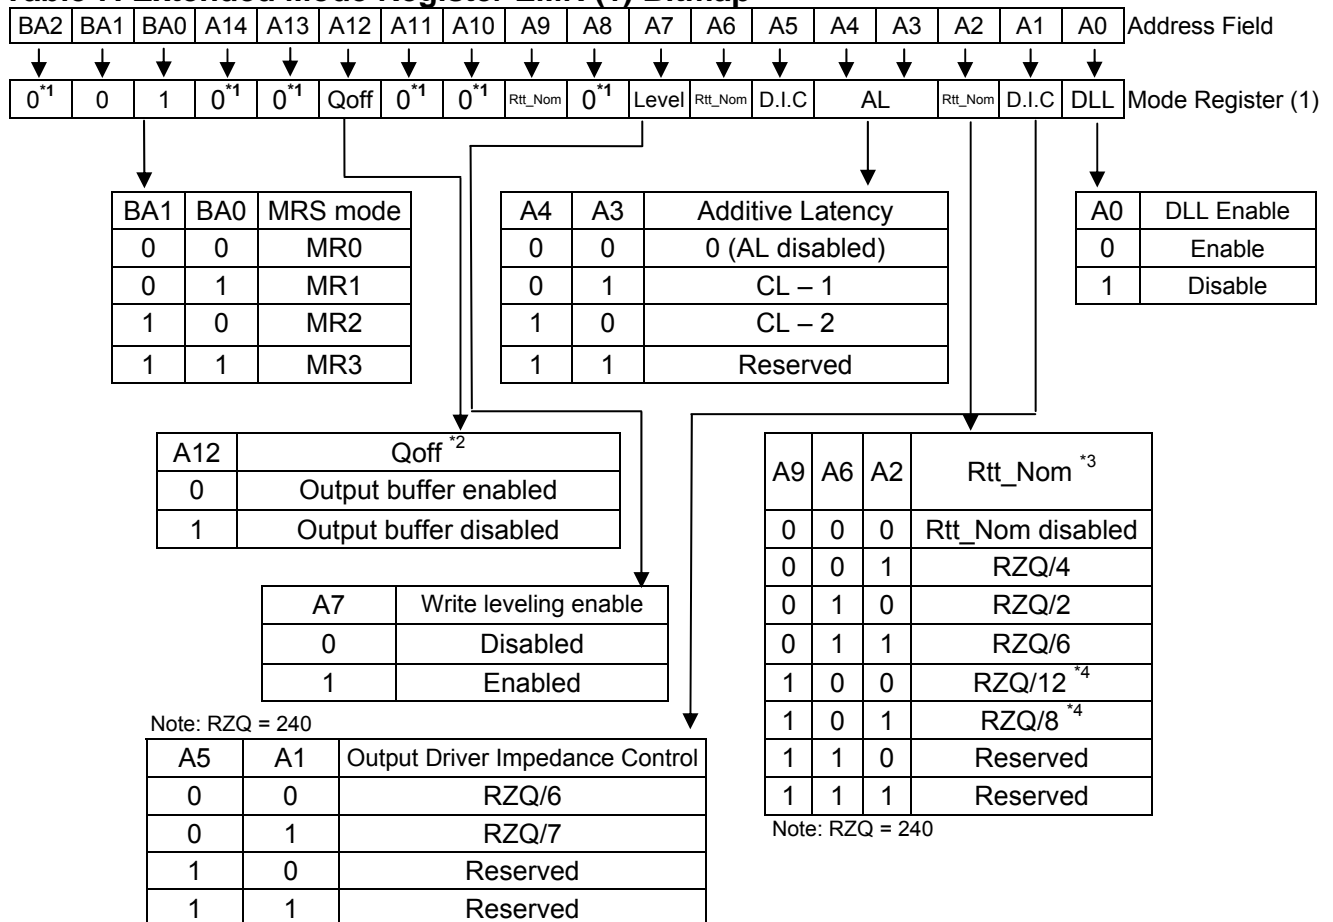 Table 7. Extended Mode Register EMR (1) Bitmap
BA2 BA1 BA0 A14 A13 A12 A11 A10 A9 A8 A7 A6 A5 A4 A3 A2 A1 A0 Address Field
0*1 0 1 0*1 0*1 Qoff 0*1 0*1 Rtt_Nom 0*1 Level Rtt_Nom D.I.C AL Rtt_Nom D.I.C DLL Mode Register (1)
BA1 BA0 MRS mode
0 0 MR0
0 1 MR1
1 0 MR2
1 1 MR3
A4 A3 Additive Latency
0 0 0 (AL disabled)
0 1 CL – 1
1 0 CL – 2
1 1 Reserved
A0 DLL Enable
0 Enable
1 Disable
A12 Qoff *2
0 Output buffer enabled
1 Output buffer disabled
A7 Write leveling enable
0 Disabled
1 Enabled
Note: RZQ = 240
A5 A1 Output Driver Impedance Control
0 0 RZQ/6
0 1 RZQ/7
1 0 Reserved
1 1 Reserved
A9 A6 A2 Rtt_Nom *3
0 0 0 Rtt_Nom disabled
0 0 1 RZQ/4
0 1 0 RZQ/2
0 1 1 RZQ/6
1 0 0 RZQ/12 *4
1 0 1 RZQ/8 *4
1 1 0 Reserved
1 1 1 Reserved
Note: RZQ = 240